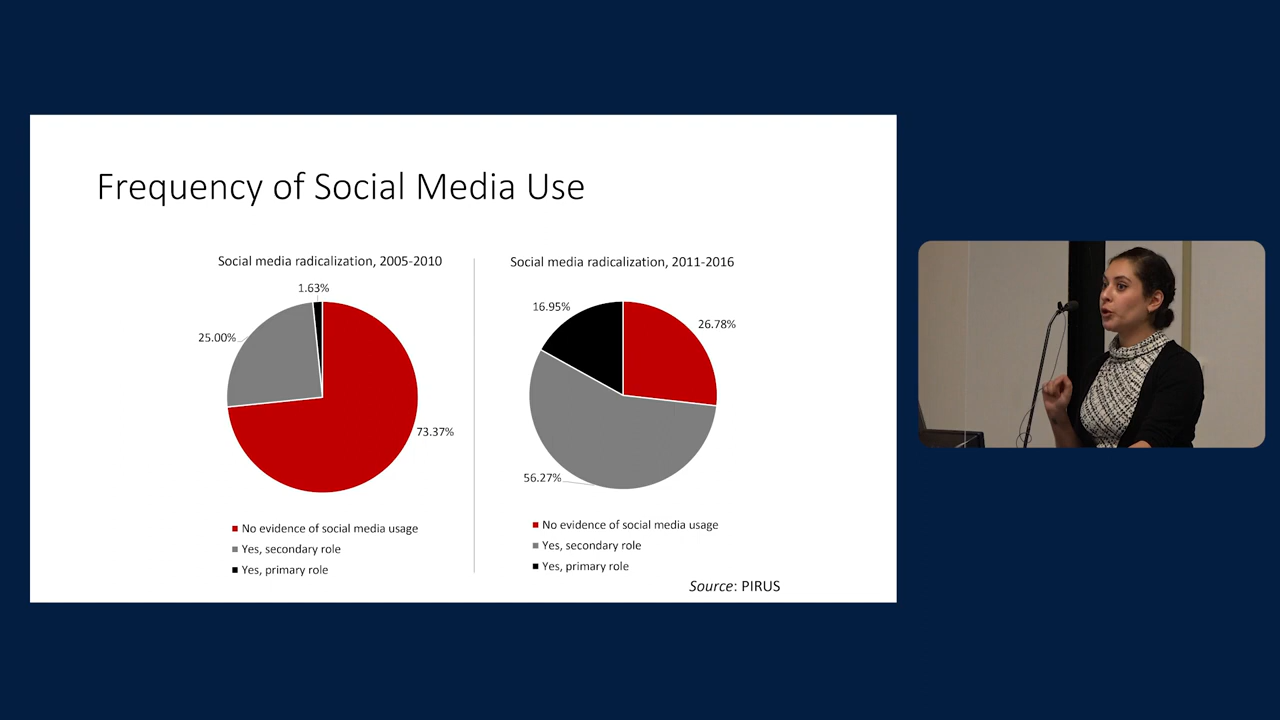 Frequency of Social Media Use
Social media radicalization, 2005-2010
1.63%
25.00%
73.37%
No evidence of social media usage
Yes, secondary role
Yes, primary role
Social media radicalization, 2011-2016
16.95%
26.78%
56.27%
No evidence of social media usage
Yes, secondary role
Yes, primary role
Source: PIRUS